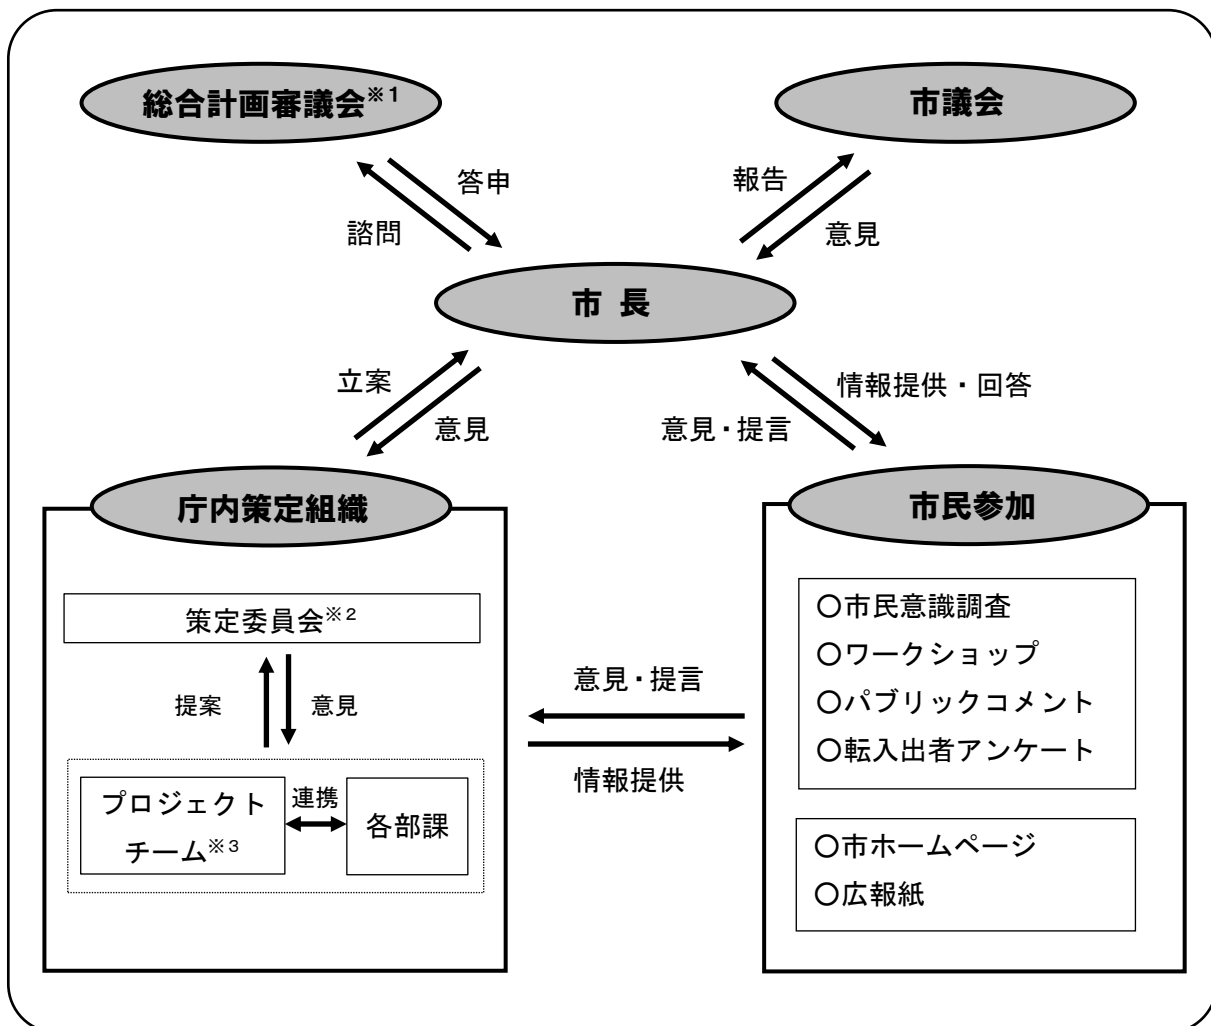 総合計画審議会※1
市議会
答申
諮問
報告
意見
市 長
立案
意見
情報提供・回答
意見・提言
庁内策定組織
市民参加
策定委員会※2
提案
意見
プロジェクト
チーム※3
連携
各部課
意見・提言
情報提供
○市民意識調査
○ワークショップ
○パブリックコメント
○転入出者アンケート
○市ホームページ
○広報紙